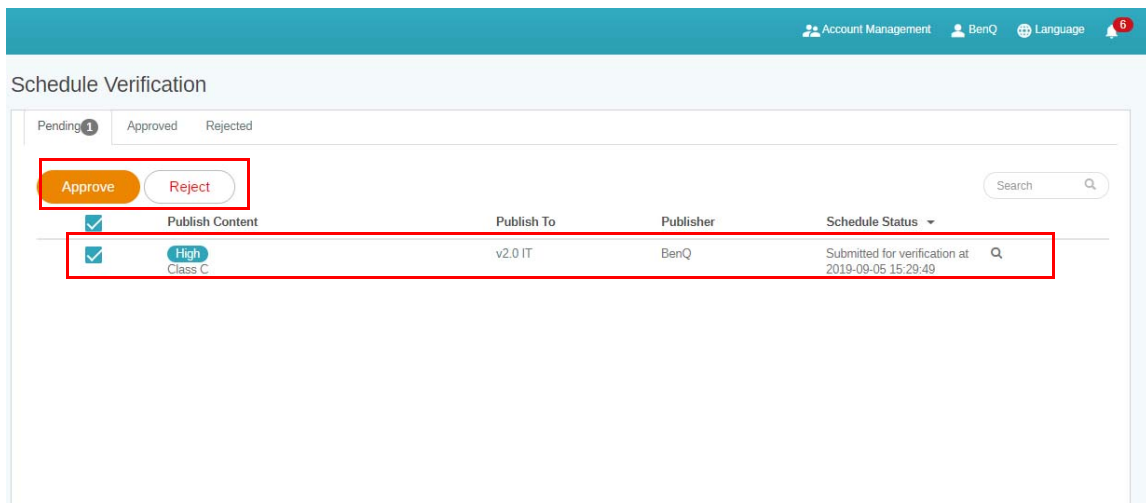 Account Management BenQ Language 6
Schedule Verification
Pending 1 Approved Rejected
Approve Reject Search
Publish Content Publish To Publisher Schedule Status
High v2.0 IT BenQ Submitted for verification at
Class C 2019-09-05 15:29:49